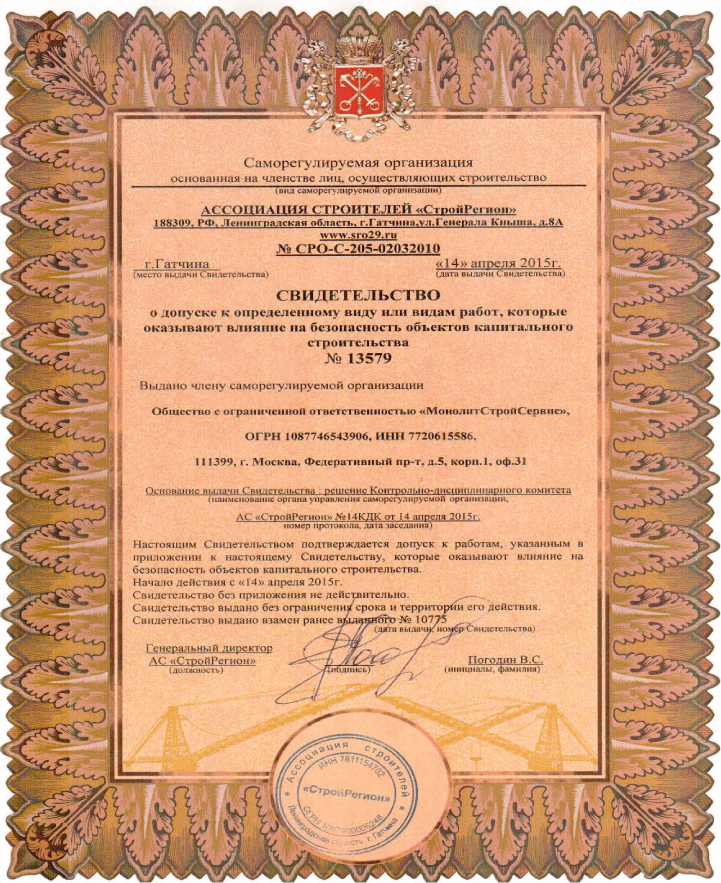 Саморегулируемая организация
основанная на членстве лиц, осуществляющих строительство
(вид саморегулируемой организации)
АССОЦИАЦИЯ СТРОИТЕЛЕЙ «СтройРегион»
188309, РФ, Ленинградская область, г.Гатчина,ул.Генерала Кныша, д.8А
www.sro29.ru
№ СРО-С-205-02032010
г.Гатчина «14» апреля 2015г.
(место выдачи Свидетельства) (дата выдачи Свидетельства)
СВИДЕТЕЛЬСТВО
о допуске к определенному виду или видам работ, которые
оказывают влияние на безопасность объектов капитального
строительства
№ 13579
Выдано члену саморегулируемой организации
Общество с ограниченной ответственностью «МонолитСтройСервис»,
ОГРН 1087746543906, ИНН 7720615586,
111399, г. Москва, Федеративный пр-т, д.5, корп.1, оф.31
Основание выдачи Свидетельства : решение Контрольно-дисциплинарного комитета
(наименование органа управления саморегулируемой организации,
АС «СтройРегион» №14КДК от 14 апреля 2015г.
номер протокола, дата заседания)
Настоящим Свидетельством подтверждается допуск к работам, указанным в
приложении к настоящему Свидетельству, которые оказывают влияние на
безопасность объектов капитального строительства.
Начало действия с «14» апреля 2015г.
Свидетельство без приложения не действительно.
Свидетельство выдано без ограничения срока и территории его действия.
Свидетельство выдано взамен ранее выданного № 10775
(дата выдачи, номер Свидетельства)
Генеральный директор
АС «СтройРегион» Погодин В.С.
(должность) (подпись) (инициалы, фамилия)
Ассоциация строителей
ИНН 7811154702
«СтройРегион»
ОГРН
Ленинградская область, г. Гатчина